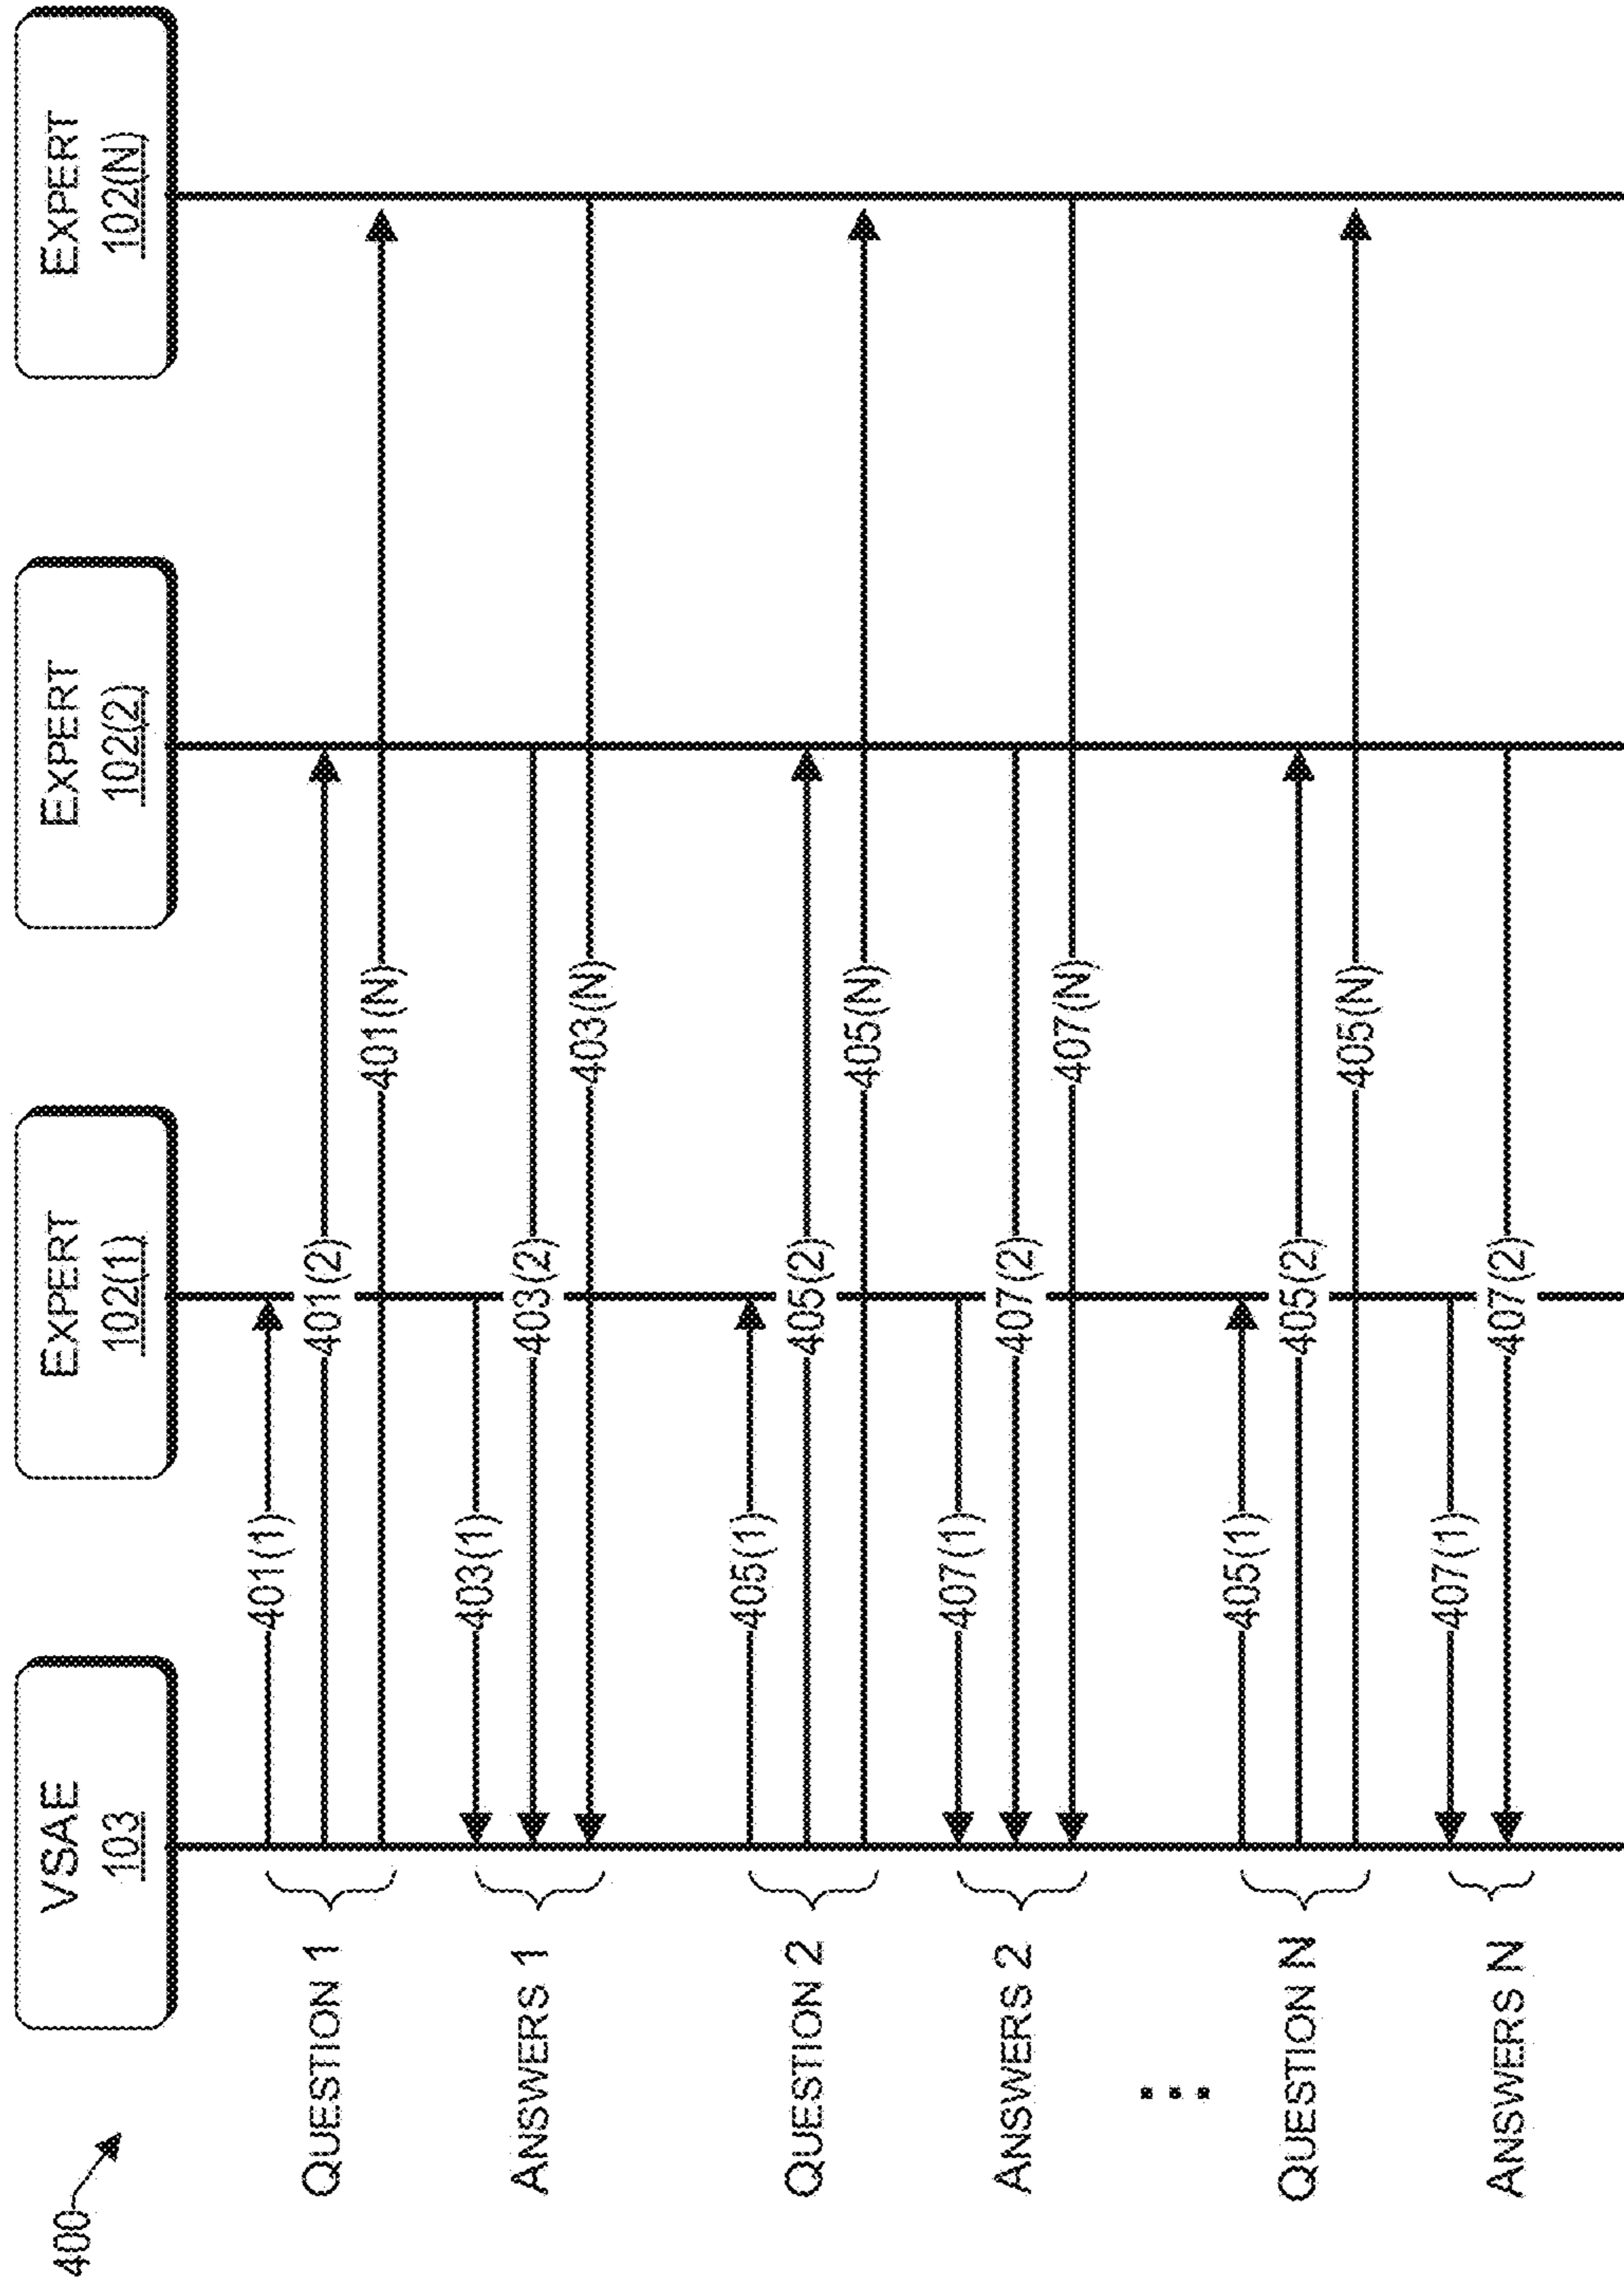 400
VSAE
103
EXPERT
102(1)
EXPERT
102(2)
EXPERT
102(N)
QUESTION 1
401(1)
401(2)
401(N)
ANSWERS 1
403(1)
403(2)
403(N)
QUESTION 2
405(1)
405(2)
405(N)
ANSWERS 2
407(1)
407(2)
407(N)
...
QUESTION N
405(1)
405(2)
405(N)
ANSWERS N
407(1)
407(2)